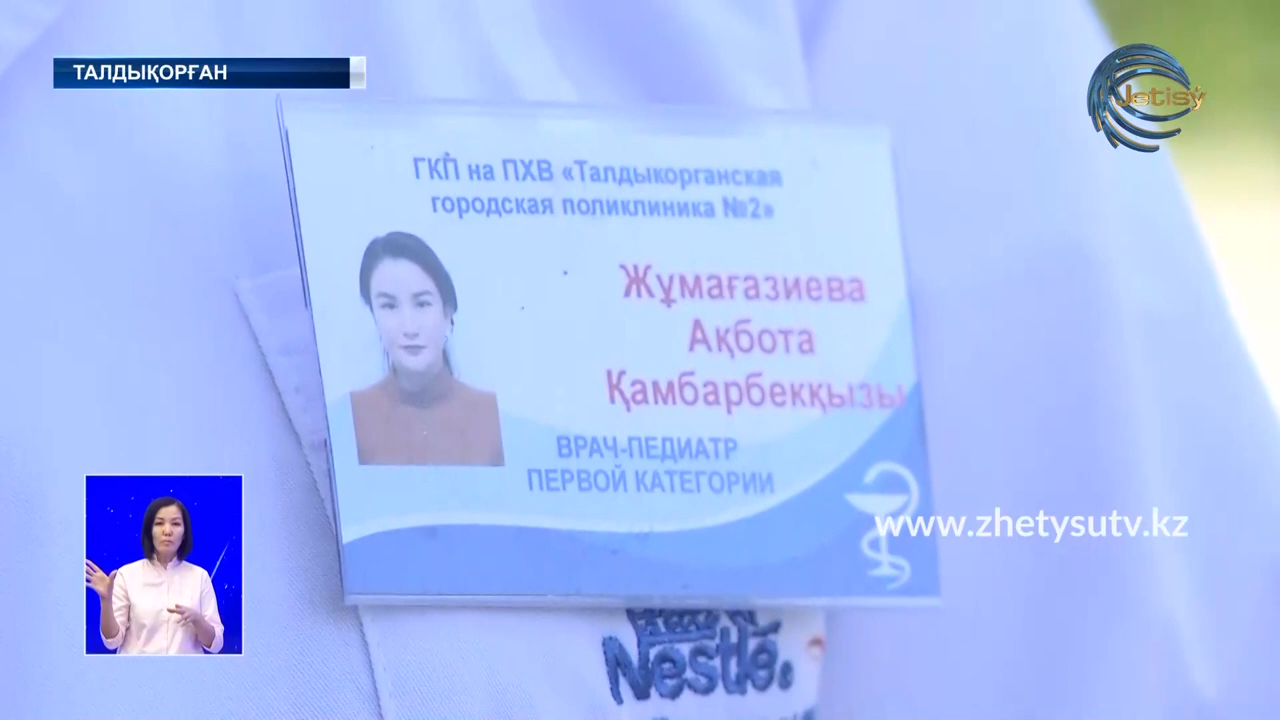 ТАЛДЫҚОРҒАН
Jetisý
ГКП на ПХВ «Талдыкорганская
городская поликлиника №2»
Жұмағазиева
Ақбота
Қамбарбекқызы
ВРАЧ-ПЕДИАТР
ПЕРВОЙ КАТЕГОРИИ
www.zhetysutv.kz
Nestlé.